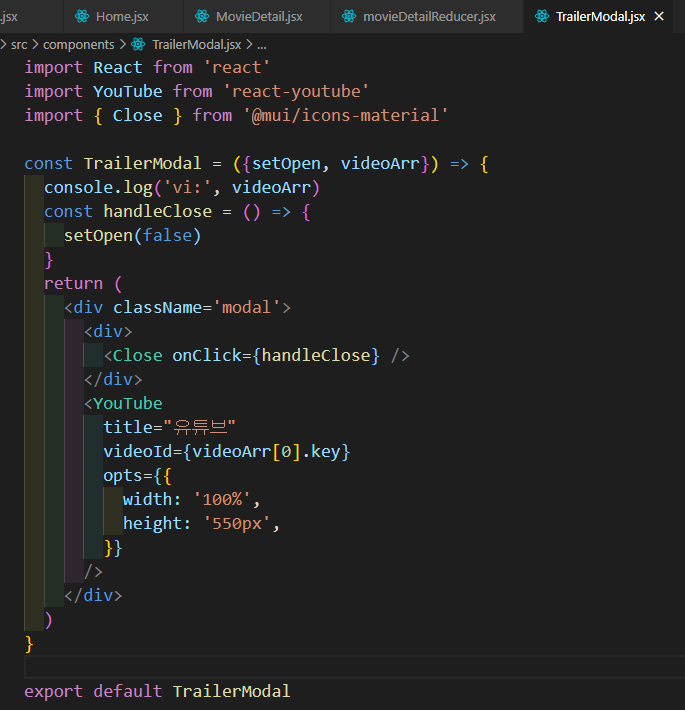 .jsx Home.jsx MovieDetail.jsx movieDetailReducer.jsx TrailerModal.jsx ×
> src > components > TrailerModal.jsx > ...
import React from 'react'
import YouTube from 'react-youtube'
import { Close } from '@mui/icons-material'
const TrailerModal = ({setOpen, videoArr}) => {
console.log('vi:', videoArr)
const handleClose = () => {
setOpen(false)
}
return (
<div className='modal'>
<div>
<Close onClick={handleClose} />
</div>
<YouTube
title="유튜브"
videoId={videoArr[0].key}
opts={{
width: '100%',
height: '550px',
}}
/>
</div>
)
}
export default TrailerModal